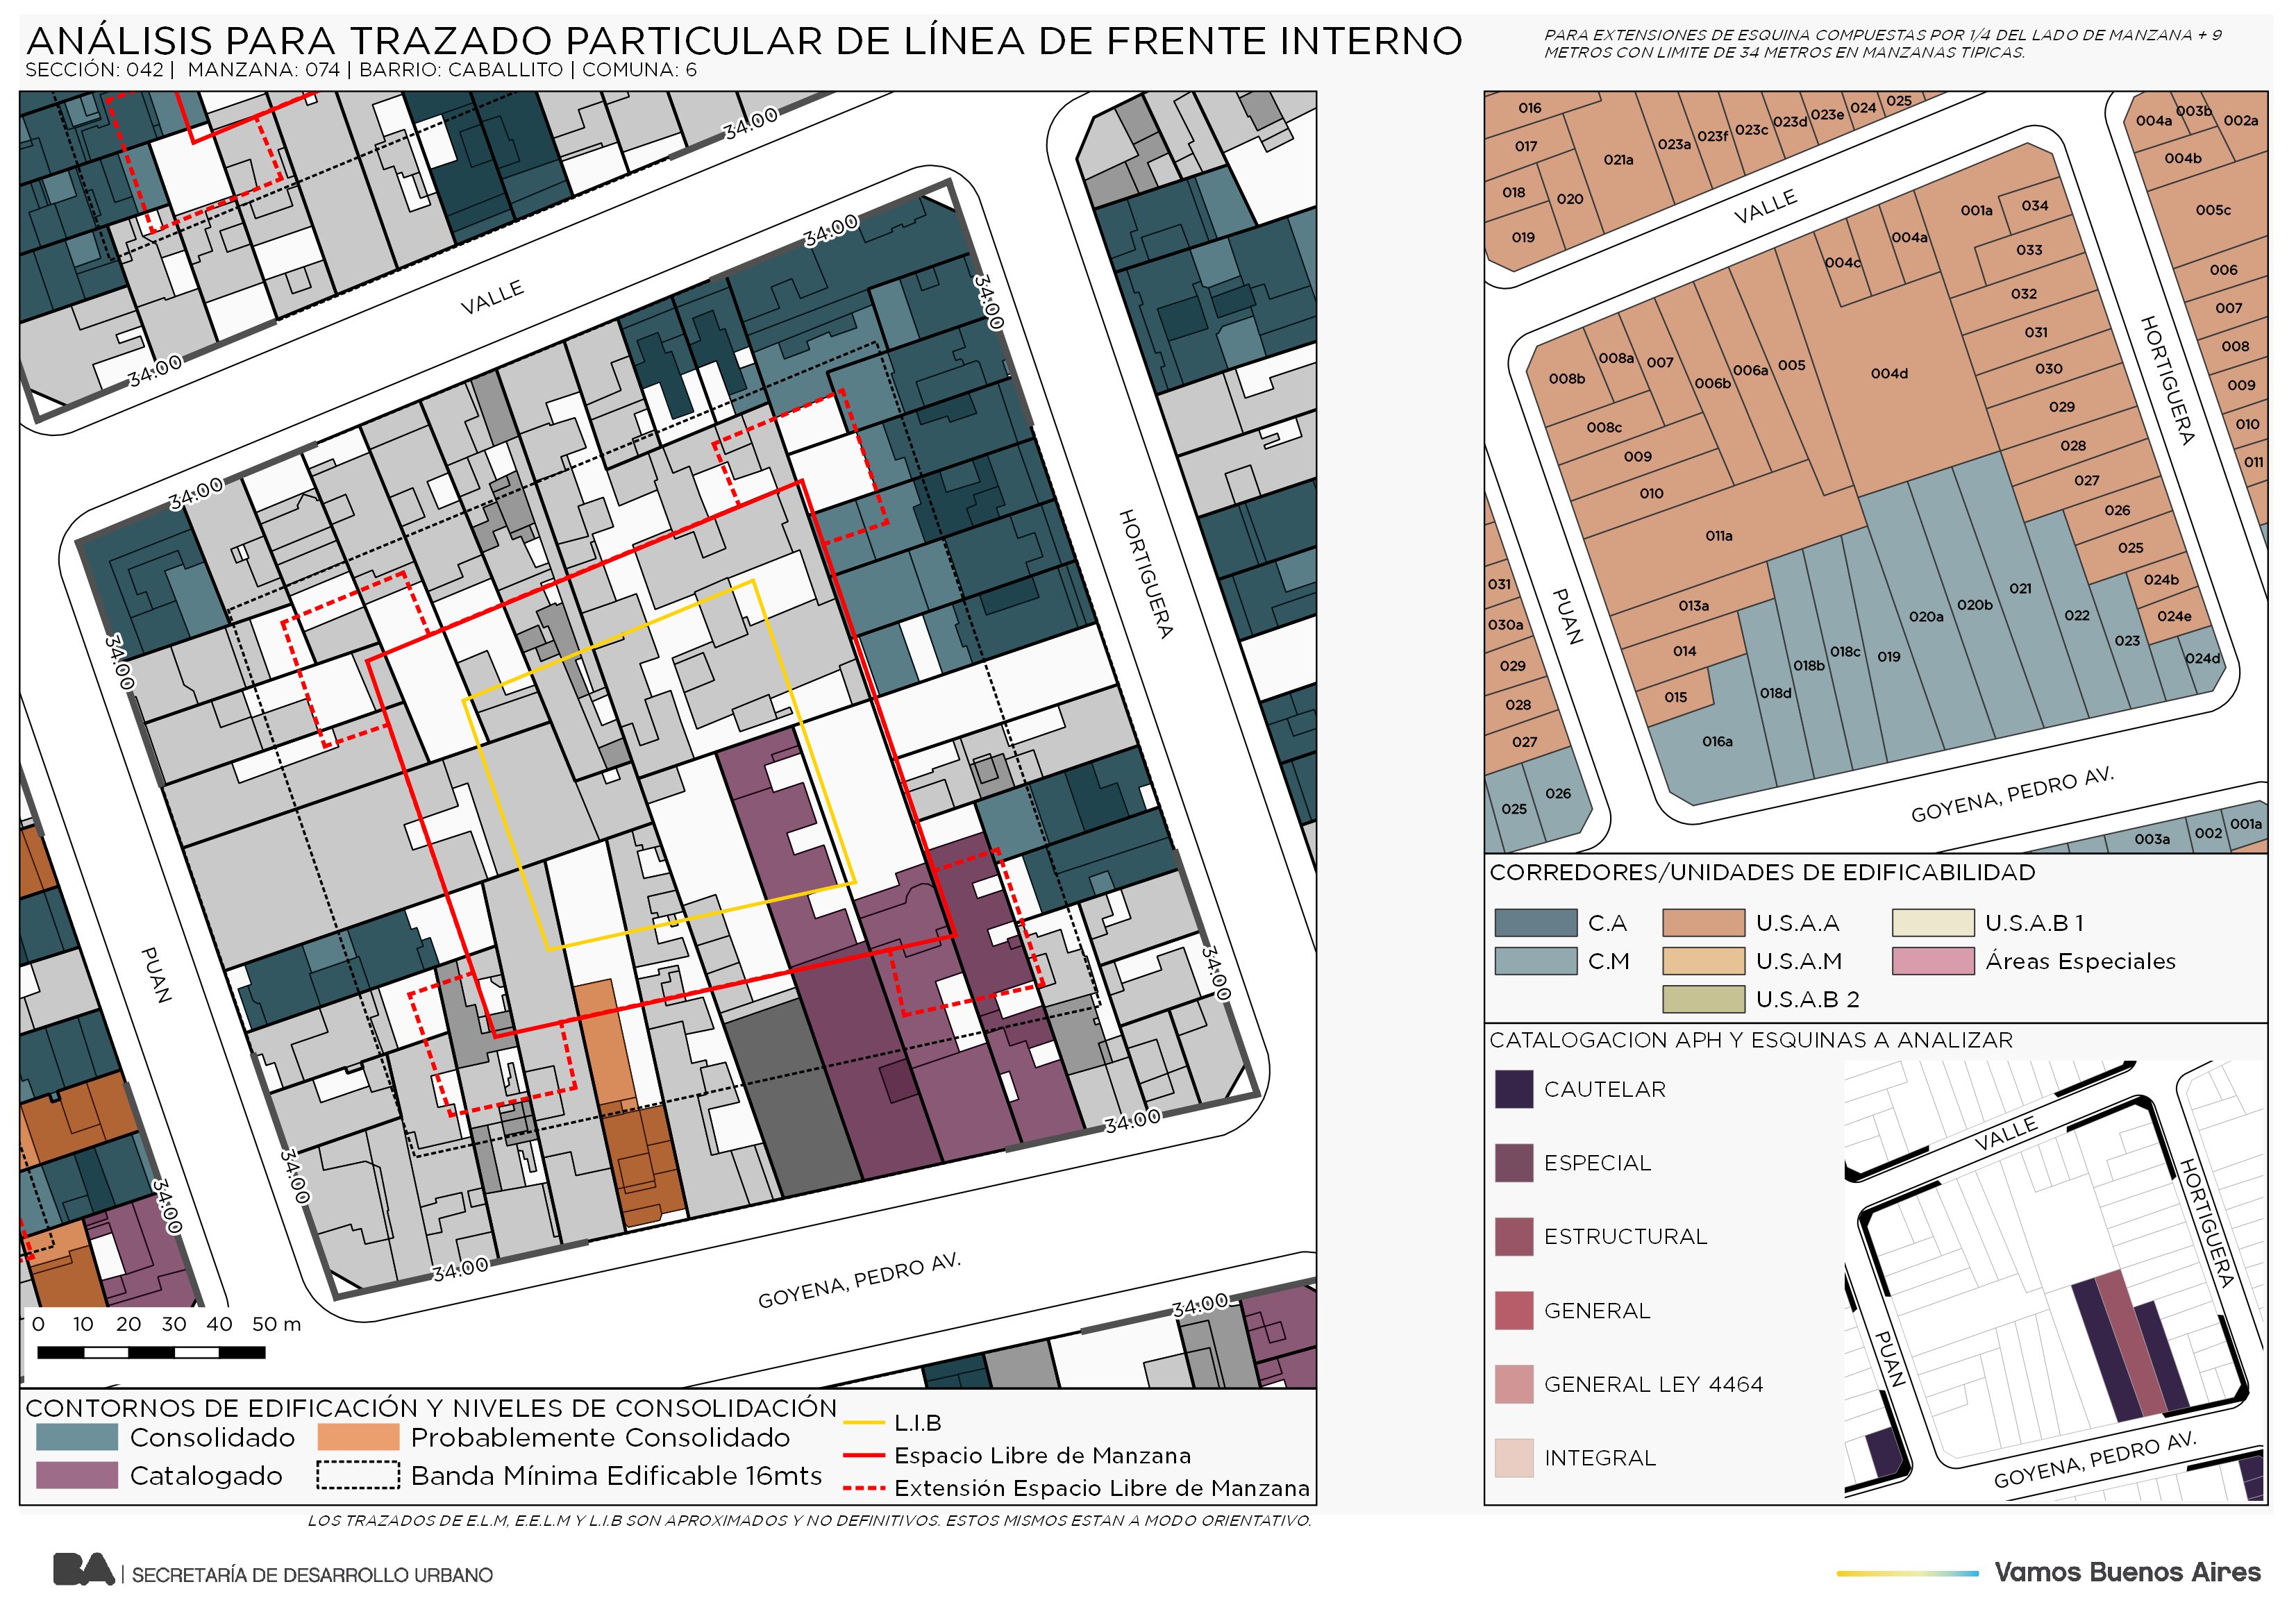 ANÁLISIS PARA TRAZADO PARTICULAR DE LÍNEA DE FRENTE INTERNO
SECCIÓN: 042 | MANZANA: 074 | BARRIO: CABALLITO | COMUNA: 6
PARA EXTENSIONES DE ESQUINA COMPUESTAS POR 1/4 DEL LADO DE MANZANA + 9
METROS CON LIMITE DE 34 METROS EN MANZANAS TIPICAS.
34.00
34.00
34.00
34.00
34.00
34.00
34.00
34.00
34.00
34.00
34.00
34.00
VALLE
HORTIGUERA
PUAN
GOYENA, PEDRO AV.
0 10 20 30 40 50 m
CONTORNOS DE EDIFICACIÓN Y NIVELES DE CONSOLIDACIÓN
Consolidado
Probablemente Consolidado
Catalogado
Banda Mínima Edificable 16mts
L.I.B
Espacio Libre de Manzana
Extensión Espacio Libre de Manzana
LOS TRAZADOS DE E.L.M, E.E.L.M Y L.I.B SON APROXIMADOS Y NO DEFINITIVOS. ESTOS MISMOS ESTAN A MODO ORIENTATIVO.
016
017
018
019
020
021a
023a
023f
023c
023d
023e
024
025
004a
003b
002a
004b
005c
006
007
008
009
010
011
VALLE
HORTIGUERA
PUAN
GOYENA, PEDRO AV.
001a
034
033
032
031
030
029
028
027
026
025
024b
024e
024d
004a
004c
004d
005
006a
006b
007
008a
008b
008c
009
010
011a
013a
014
015
016a
018d
018b
018c
019
020a
020b
021
022
023
031
030a
029
028
027
026
025
003a
002
001a
CORREDORES/UNIDADES DE EDIFICABILIDAD
C.A
U.S.A.A
U.S.A.B 1
C.M
U.S.A.M
Áreas Especiales
U.S.A.B 2
CATALOGACION APH Y ESQUINAS A ANALIZAR
CAUTELAR
ESPECIAL
ESTRUCTURAL
GENERAL
GENERAL LEY 4464
INTEGRAL
VALLE
HORTIGUERA
PUAN
GOYENA, PEDRO AV.
BA | SECRETARÍA DE DESARROLLO URBANO
Vamos Buenos Aires